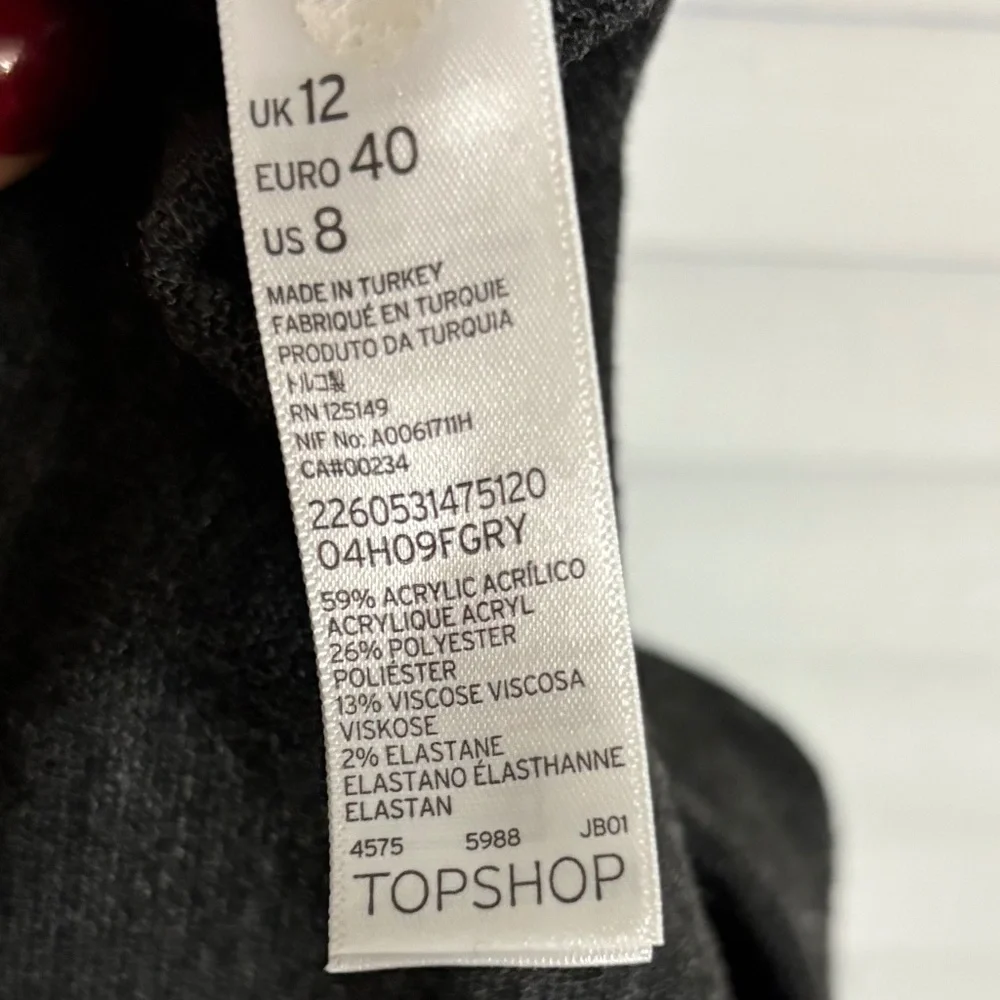 UK 12
EURO 40
US 8
MADE IN TURKEY
FABRIQUÉ EN TURQUIE
PRODUTO DA TURQUIA
トルコ製
RN 125149
NIF No: A0061711H
CA#00234
2260531475120
04H09FGRY
59% ACRYLIC ACRÍLICO
ACRYLIQUE ACRYL
26% POLYESTER
POLIÉSTER
13% VISCOSE VISCOSA
VISKOSE
2% ELASTANE
ELASTANO ÉLASTHANNE
ELASTAN
4575 5988 JB01
TOPSHOP